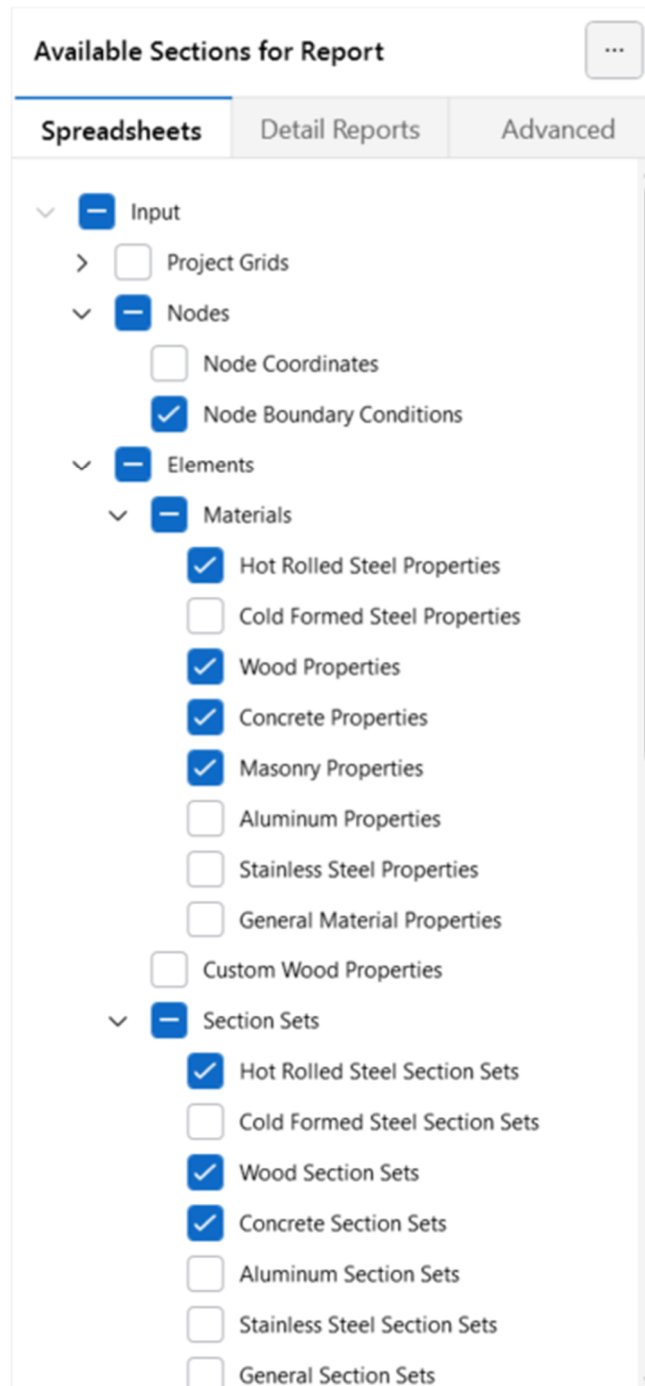 Available Sections for Report
...
Spreadsheets Detail Reports Advanced
Input
Project Grids
Nodes
Node Coordinates
Node Boundary Conditions
Elements
Materials
Hot Rolled Steel Properties
Cold Formed Steel Properties
Wood Properties
Concrete Properties
Masonry Properties
Aluminum Properties
Stainless Steel Properties
General Material Properties
Custom Wood Properties
Section Sets
Hot Rolled Steel Section Sets
Cold Formed Steel Section Sets
Wood Section Sets
Concrete Section Sets
Aluminum Section Sets
Stainless Steel Section Sets
General Section Sets